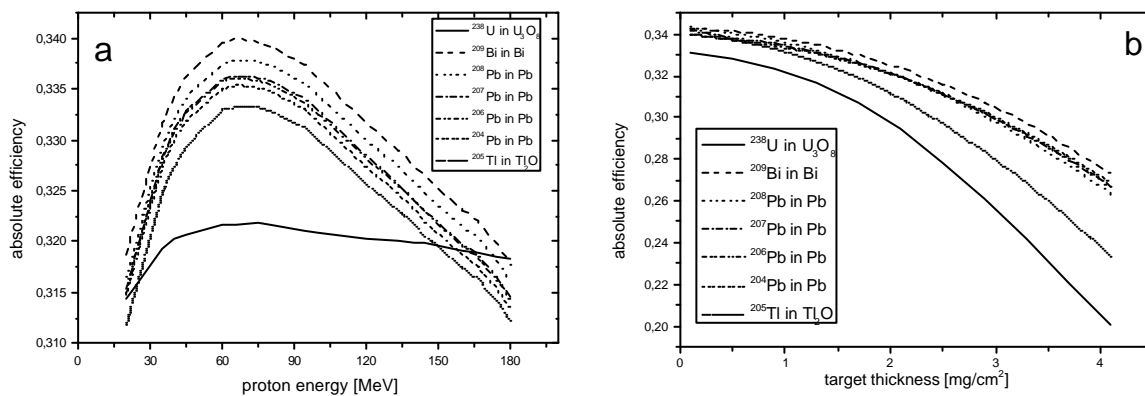 a
0,340
0,335
0,330
0,325
0,320
0,315
0,310
absolute efficiency
0 30 60 90 120 150 180
proton energy [MeV]
²³⁸U in U₃O₈
²⁰⁹Bi in Bi
²⁰⁸Pb in Pb
²⁰⁷Pb in Pb
²⁰⁶Pb in Pb
²⁰⁴Pb in Pb
²⁰⁵Tl in Tl₂O
b
0,34
0,32
0,30
0,28
0,26
0,24
0,22
0,20
absolute efficiency
0 1 2 3 4
target thickness [mg/cm²]
²³⁸U in U₃O₈
²⁰⁹Bi in Bi
²⁰⁸Pb in Pb
²⁰⁷Pb in Pb
²⁰⁶Pb in Pb
²⁰⁴Pb in Pb
²⁰⁵Tl in Tl₂O